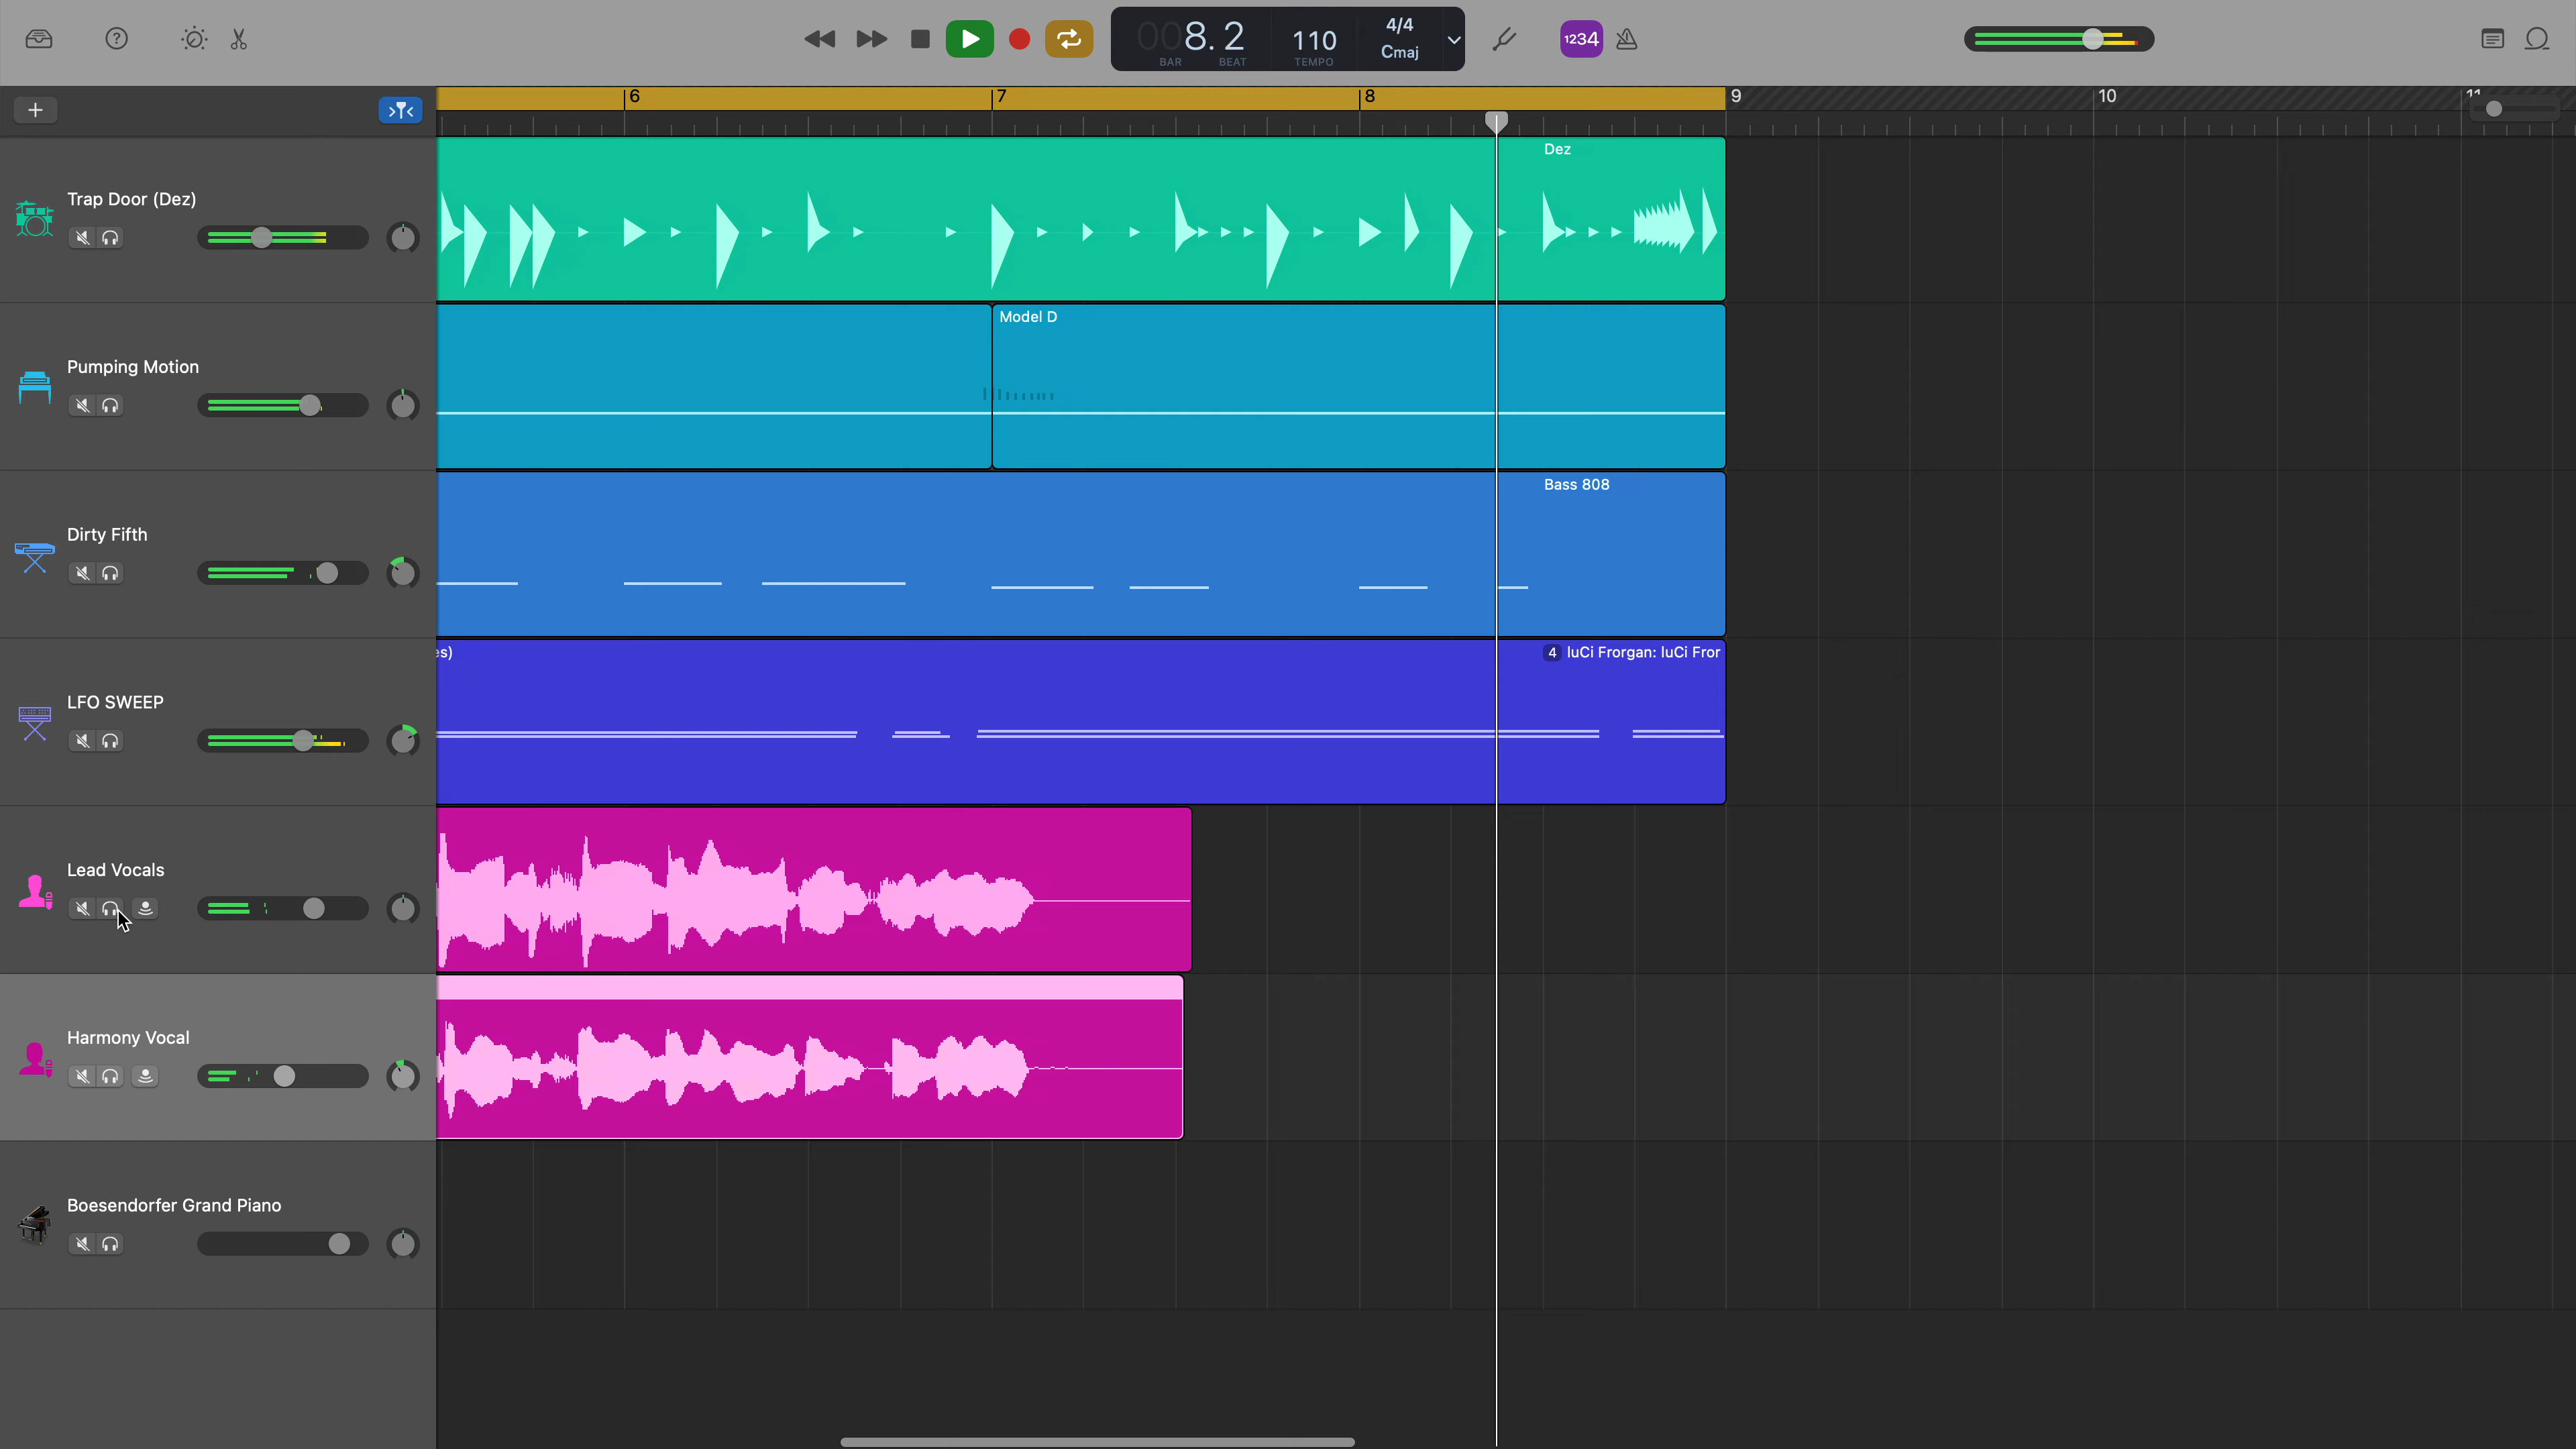 008.2
110
4/4
Cmaj
1234
BAR
BEAT
TEMPO
6
7
8
9
10
11
Trap Door (Dez)
Dez
Pumping Motion
Model D
Dirty Fifth
Bass 808
LFO SWEEP
es)
4 luCi Frorgan: luCi Fror
Lead Vocals
Harmony Vocal
Boesendorfer Grand Piano